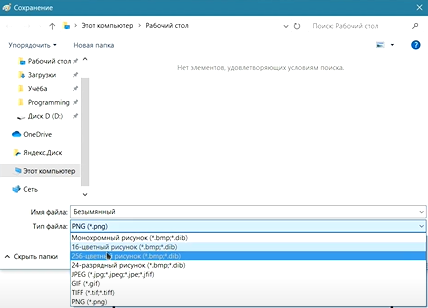 Сохранение
Этот компьютер › Рабочий стол
Поиск: Рабочий стол
Упорядочить
Новая папка
Нет элементов, удовлетворяющих условиям поиска.
Рабочий стол
Загрузки
Учёба
Programming
Диск D (D:)
OneDrive
Яндекс.Диск
Этот компьютер
Сеть
Имя файла: Безымянный
Тип файла: PNG (*.png)
Монохромный рисунок (*.bmp;*.dib)
16-цветный рисунок (*.bmp;*.dib)
256-цветный рисунок (*.bmp;*.dib)
24-разрядный рисунок (*.bmp;*.dib)
JPEG (*.jpg;*.jpeg;*.jpe;*.jfif)
GIF (*.gif)
TIFF (*.tif;*.tiff)
PNG (*.png)
Скрыть папки